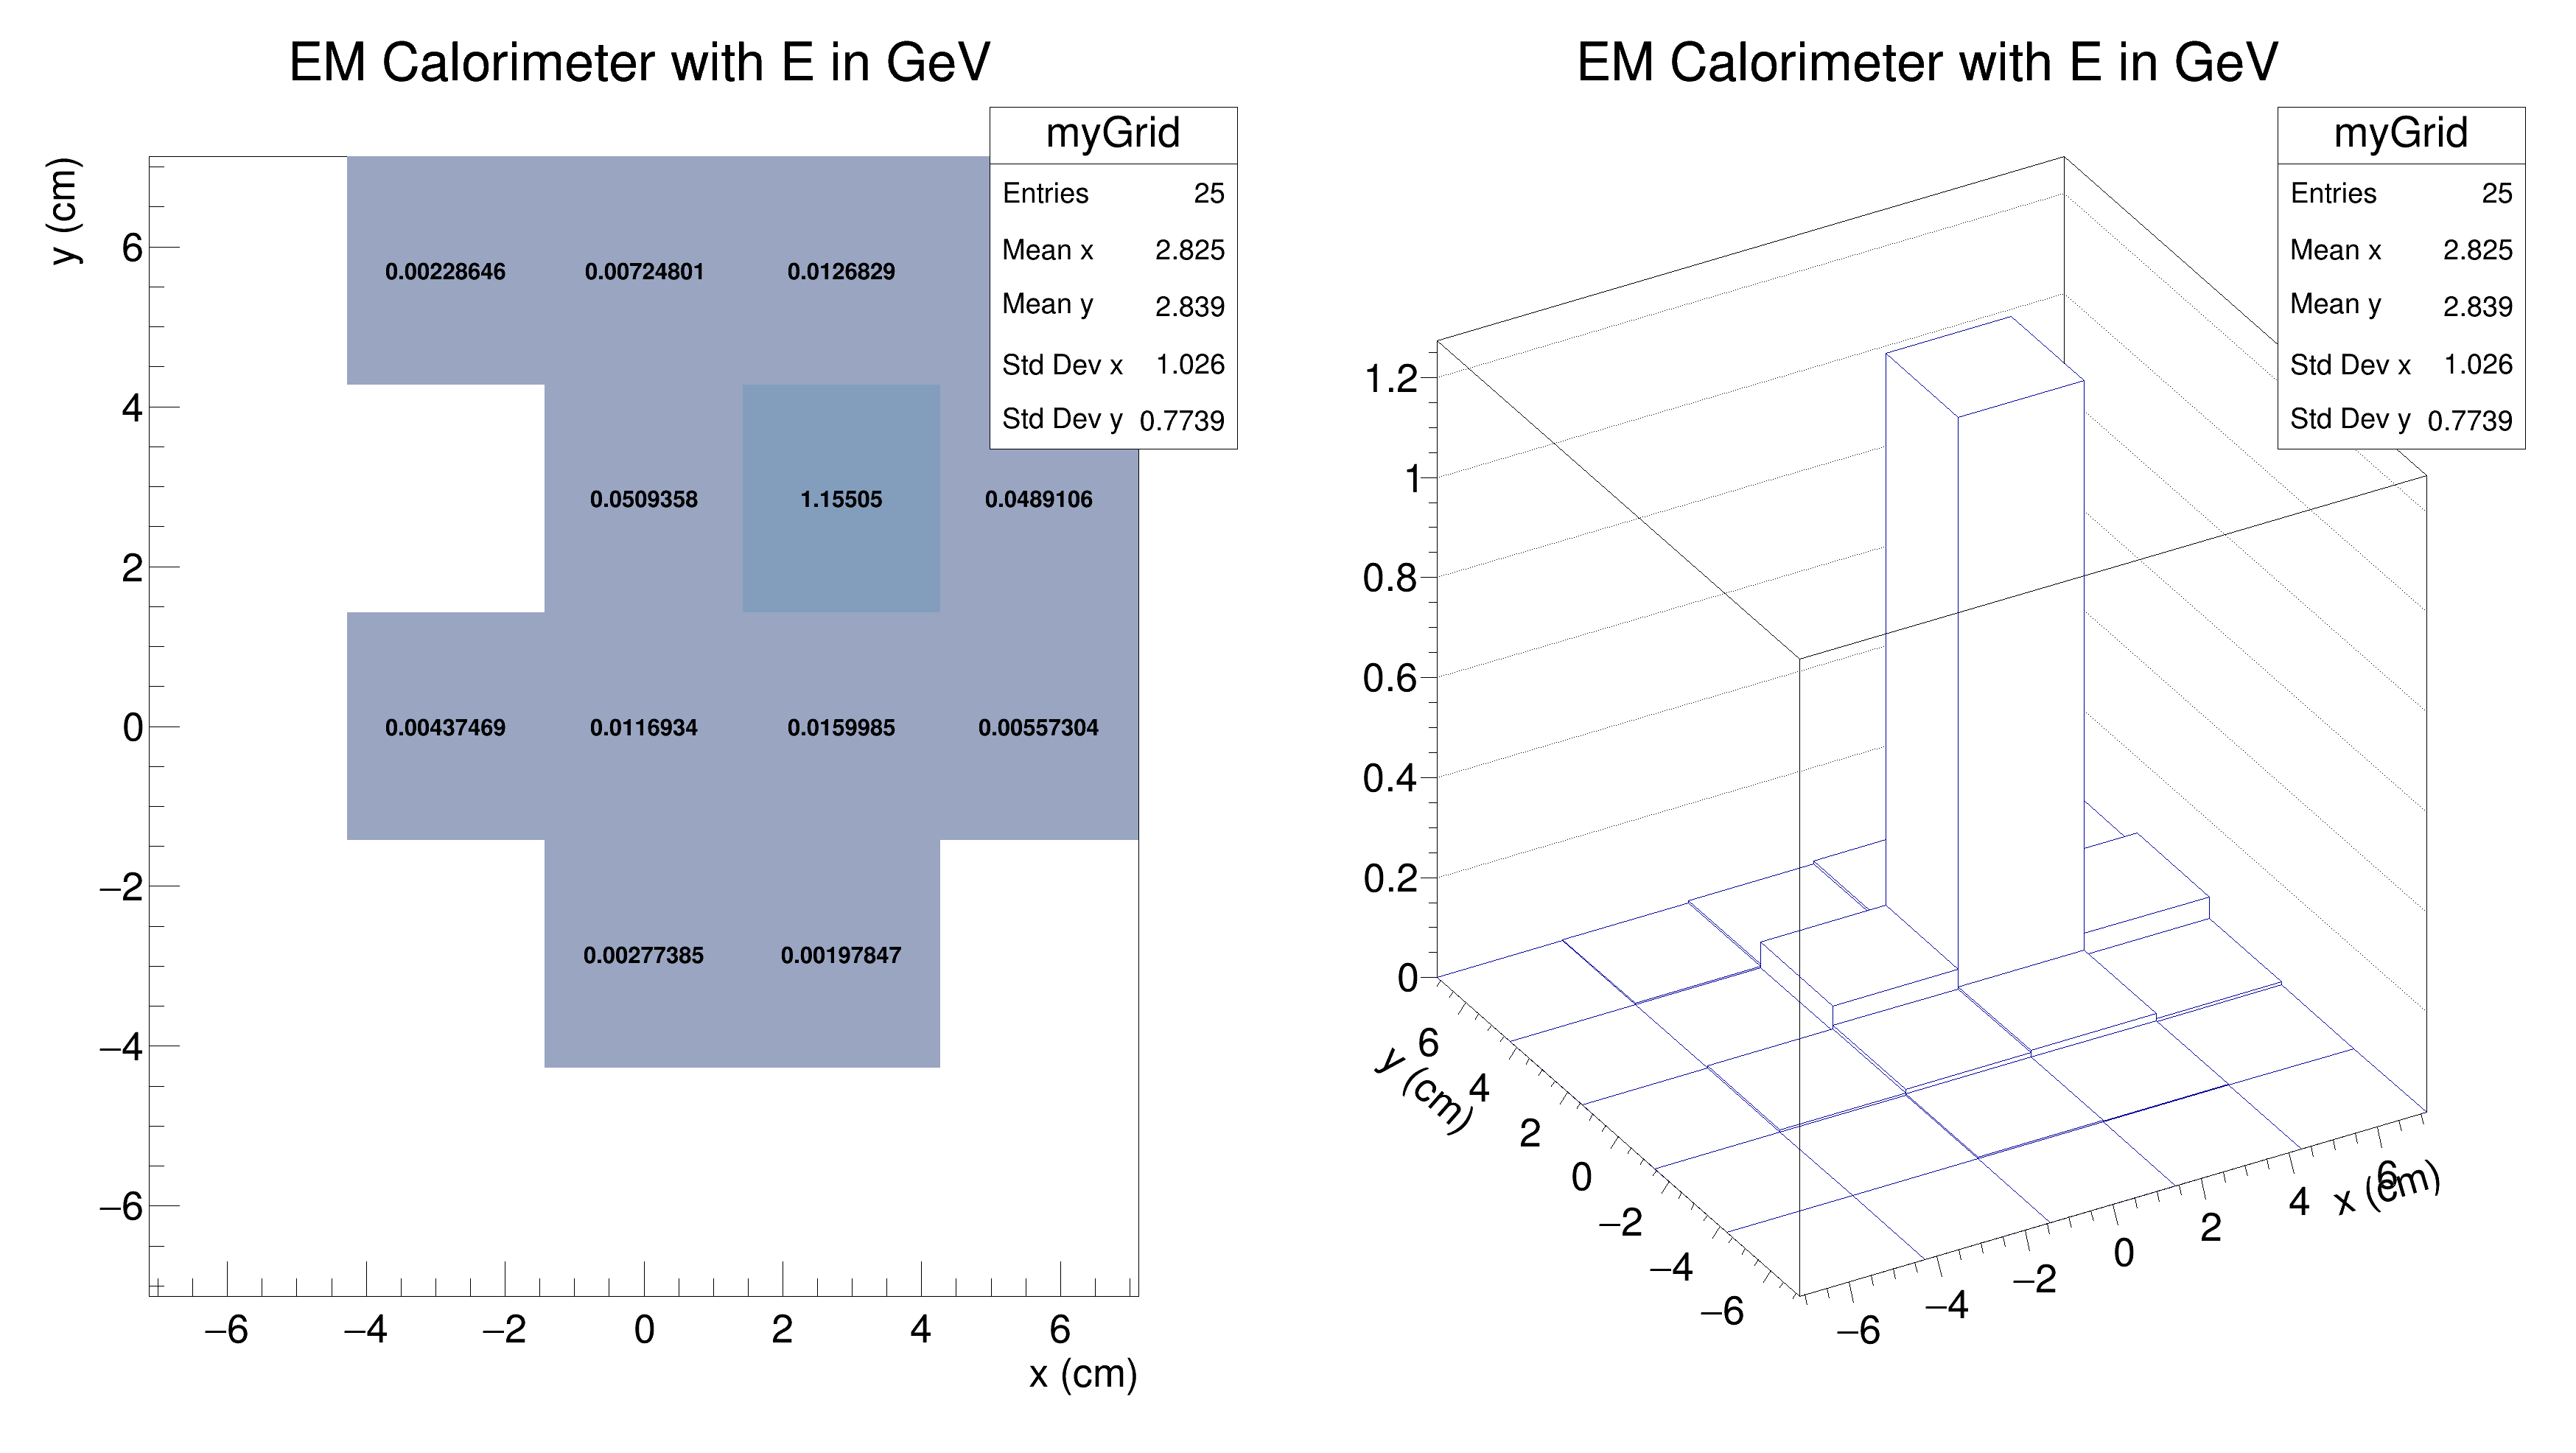 EM Calorimeter with E in GeV
myGrid
Entries 25
Mean x 2.825
Mean y 2.839
Std Dev x 1.026
Std Dev y 0.7739
y (cm)
6
4
2
0
−2
−4
−6
0.00228646 0.00724801 0.0126829
0.0509358 1.15505 0.0489106
0.00437469 0.0116934 0.0159985 0.00557304
0.00277385 0.00197847
−6 −4 −2 0 2 4 6
x (cm)
EM Calorimeter with E in GeV
myGrid
Entries 25
Mean x 2.825
Mean y 2.839
Std Dev x 1.026
Std Dev y 0.7739
1.2
1
0.8
0.6
0.4
0.2
0
6
4
2
0
−2
−4
−6
y (cm)
−6 −4 −2 0 2 4 6
x (cm)